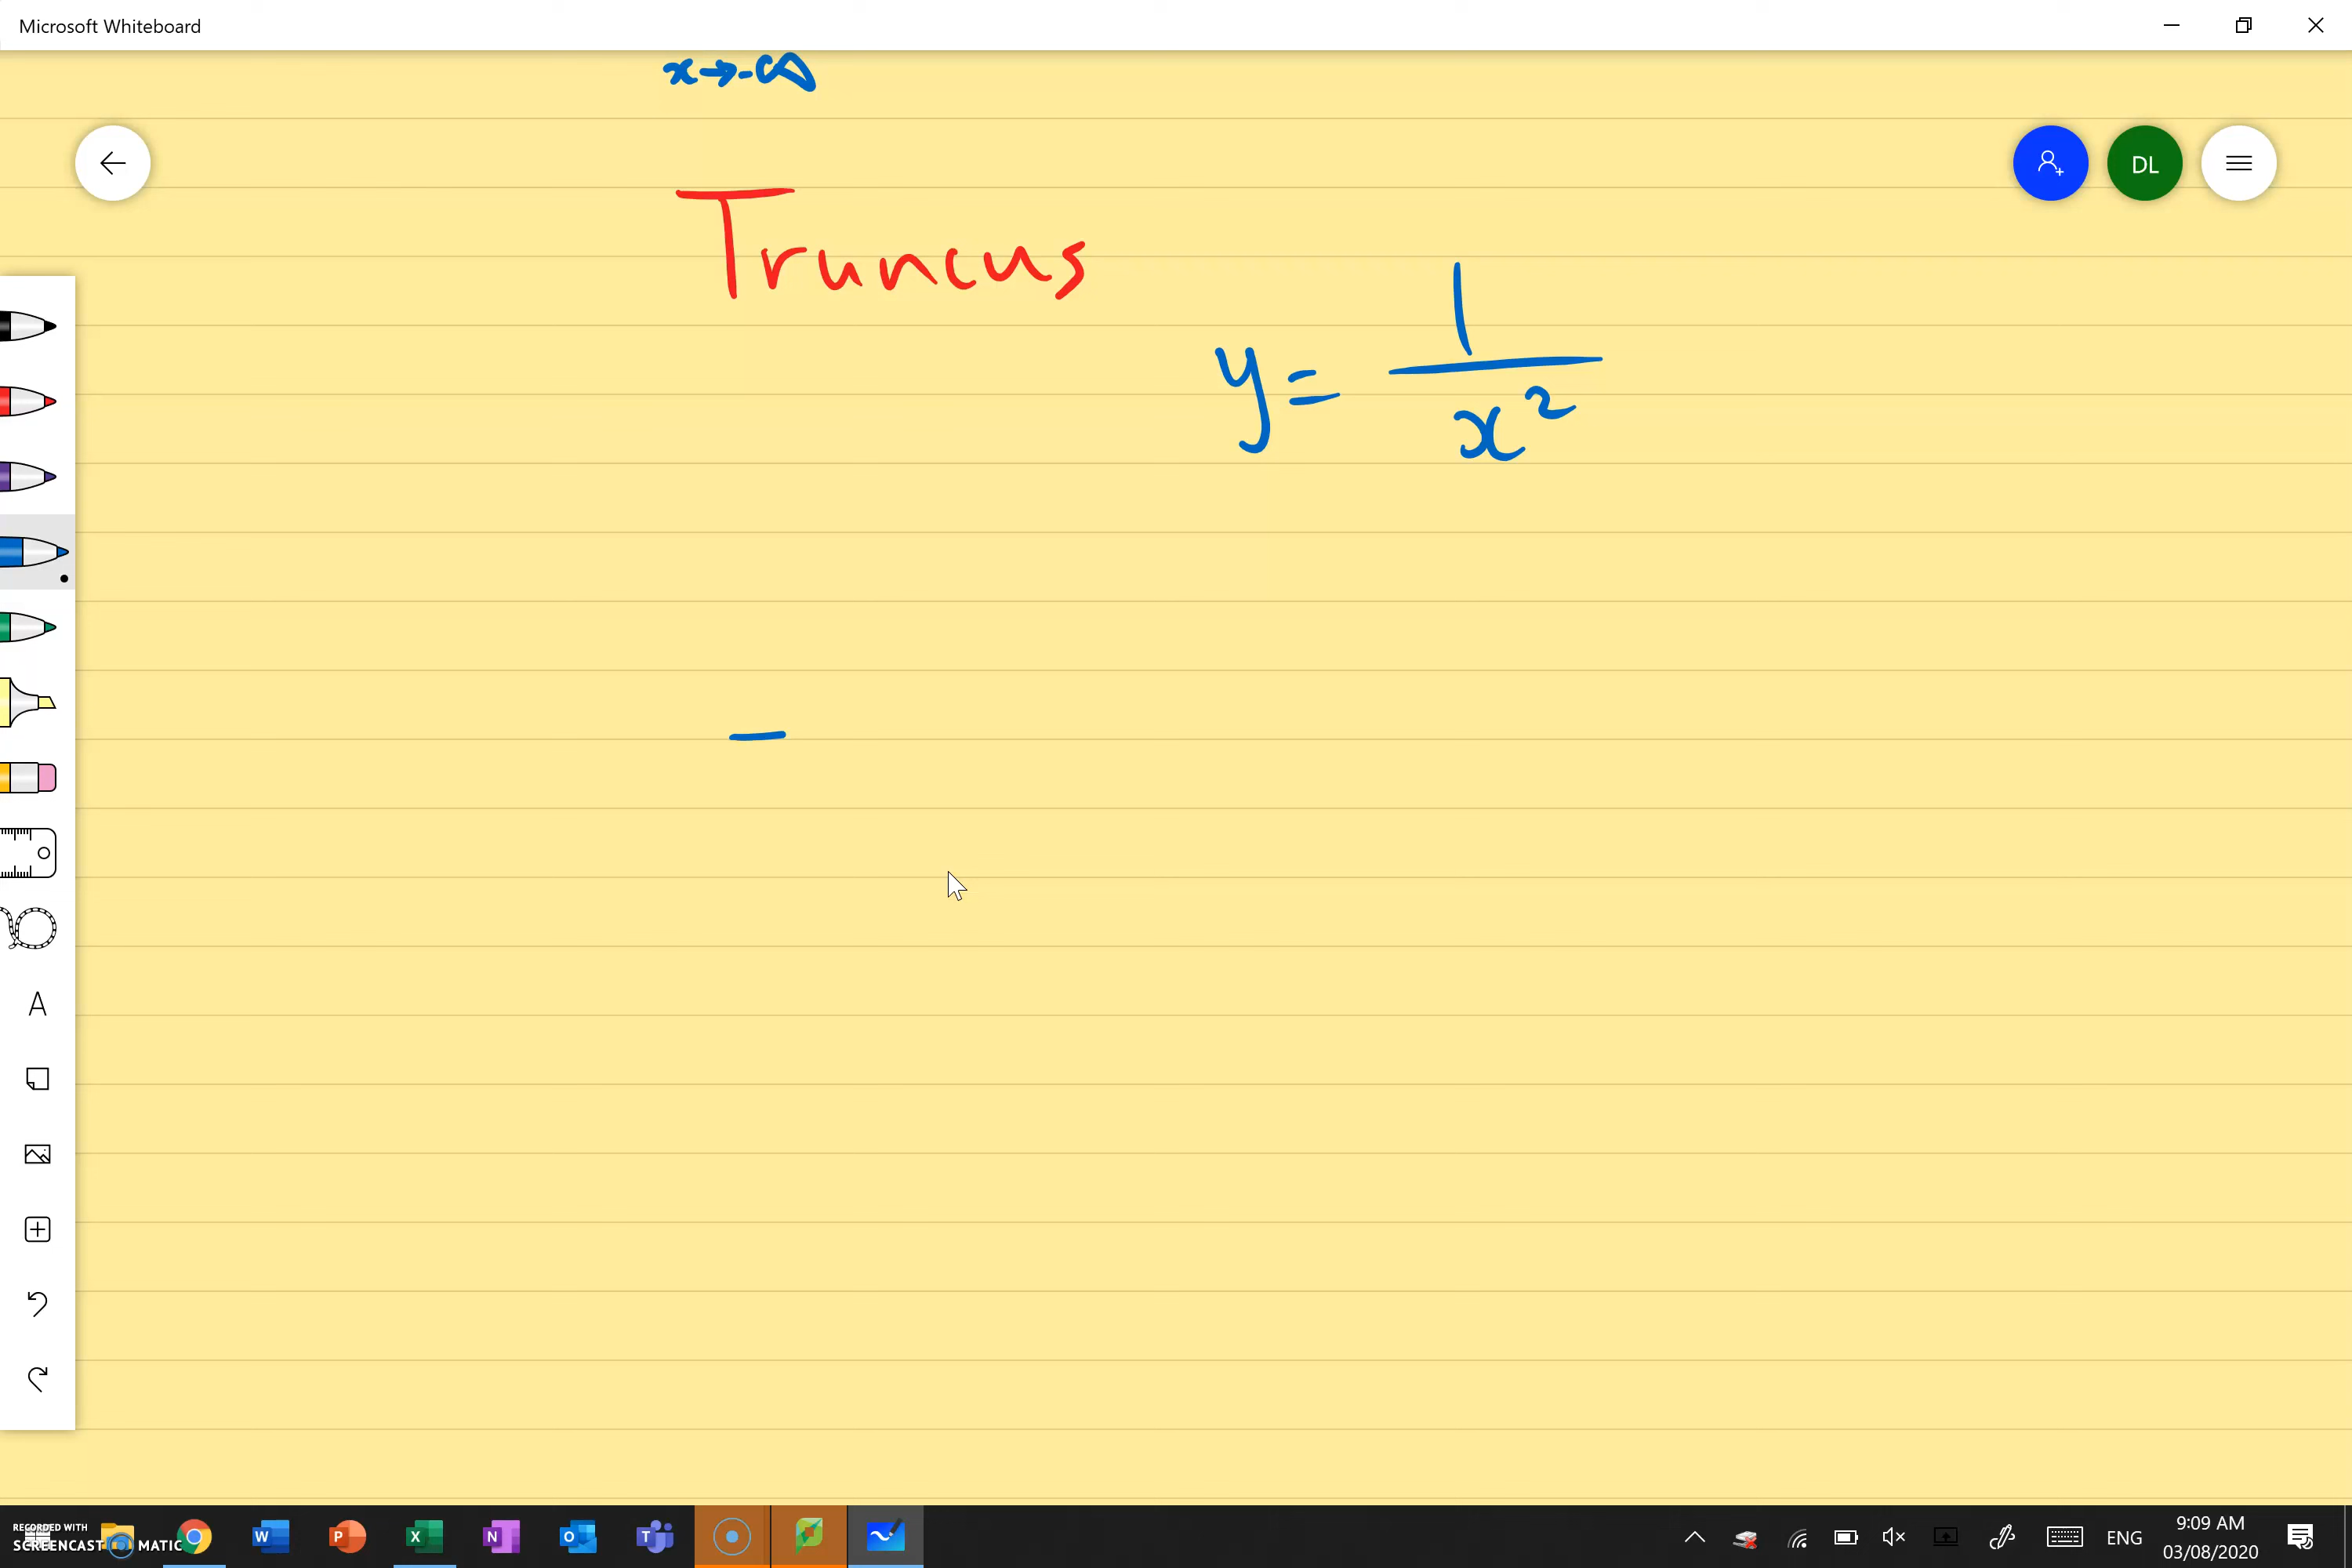 Microsoft Whiteboard
x→-∞
DL
Truncus
y = 1/x²
—
A
RECORDED WITH
SCREENCAST MATIC
ENG
9:09 AM
03/08/2020